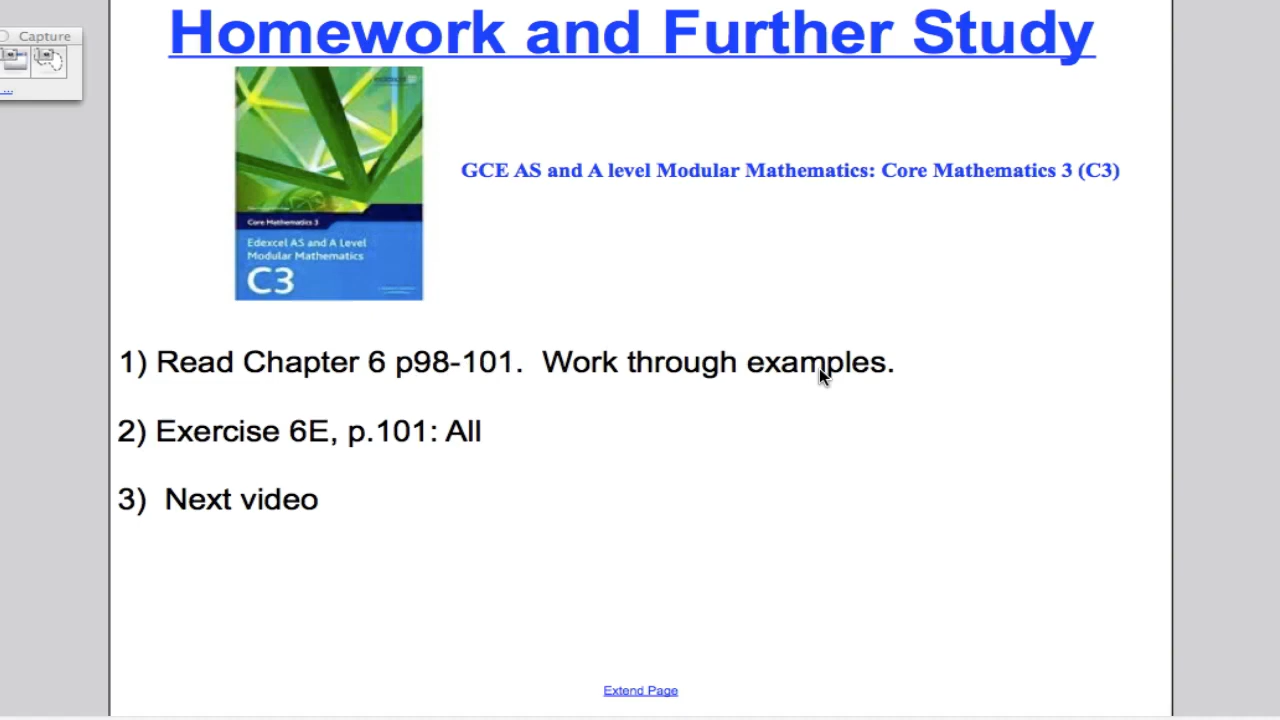 Capture
...
Homework and Further Study
GCE AS and A level Modular Mathematics: Core Mathematics 3 (C3)
Core Mathematics 3
Edexcel AS and A Level
Modular Mathematics
C3
1) Read Chapter 6 p98-101.  Work through examples.
2) Exercise 6E, p.101: All
3)  Next video
Extend Page